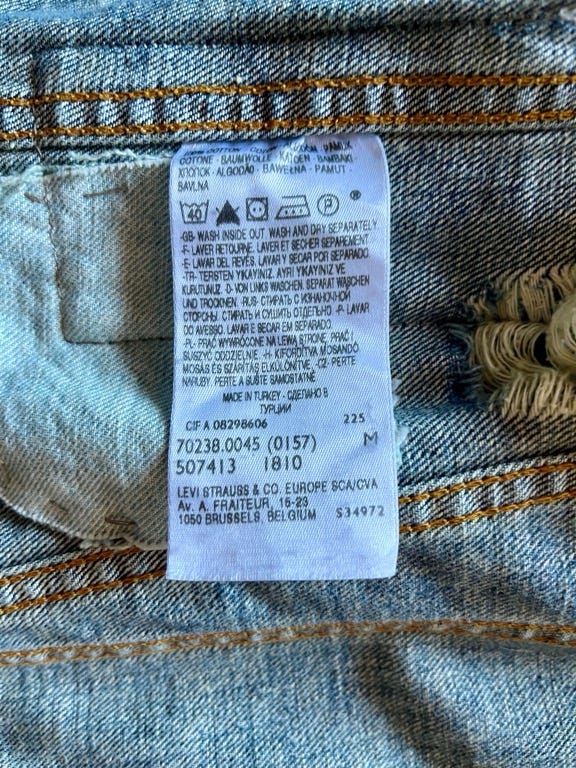 COTTON
PAMUK
COTONE - BAUMWOLLE - KATOEN - BAMBAKI -
ХЛОПОК - ALGODÃO - BAWEŁNA - PAMUT -
BAVLNA
40 P ®
-GB- WASH INSIDE OUT. WASH AND DRY SEPARATELY
-F- LAVER RETOURNE. LAVER ET SECHER SEPAREMENT
-E- LAVAR DEL REVÉS. LAVAR Y SECAR POR SEPARADO
-TR- TERSTEN YIKAYINIZ. AYRI YIKAYINIZ VE
KURUTUNUZ. D- VON LINKS WASCHEN. SEPARAT WASCHEN
UND TROCKNEN. -RUS- СТИРАТЬ С ИЗНАНОЧНОЙ
СТОРОНЫ. СТИРАТЬ И СУШИТЬ ОТДЕЛЬНО. -P- LAVAR
DO AVESSO. LAVAR E SECAR EM SEPARADO.
-PL- PRAĆ WYWRÓCONE NA LEWĄ STRONĘ. PRAĆ I
SUSZYĆ ODDZIELNIE. -H- KIFORDÍTVA MOSANDÓ
MOSÁS ÉS SZÁRÍTÁS ELKÜLÖNÍTVE. -CZ- PERTE
NARUBY. PERTE A SUŠTE SAMOSTATNĚ.
MADE IN TURKEY - СДЕЛАНО В
ТУРЦИИ
CIF A 08298606 225
70238.0045 (0157) M
507413 1810
LEVI STRAUSS & CO. EUROPE SCA/CVA
Av. A. FRAITEUR, 15-23
1050 BRUSSELS, BELGIUM S34972